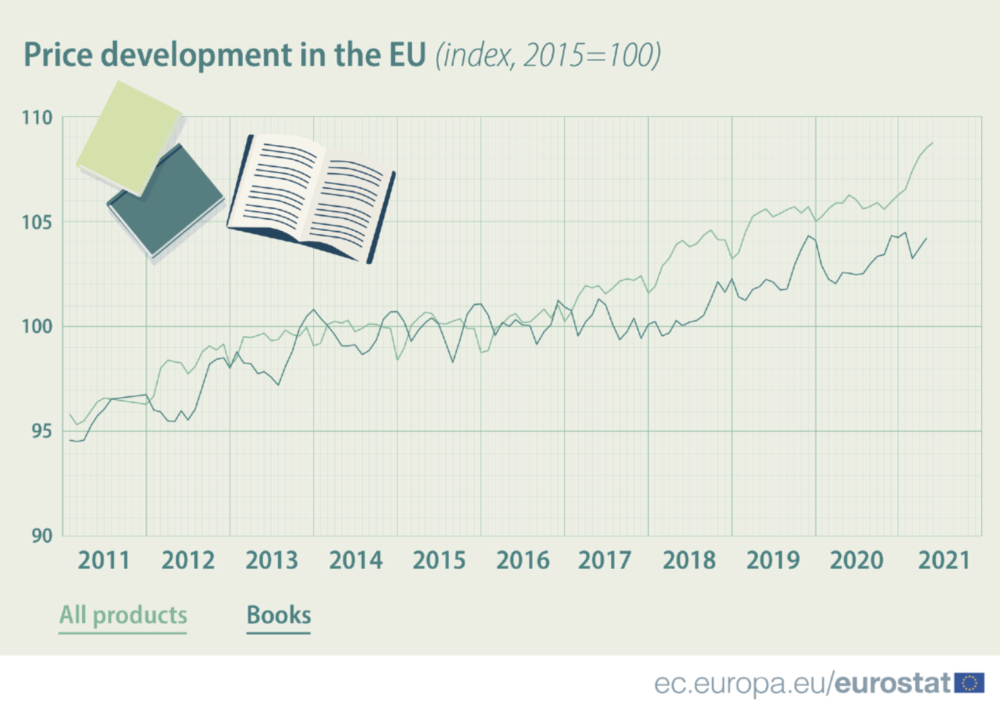 Price development in the EU (index, 2015=100)
110
105
100
95
90
2011 2012 2013 2014 2015 2016 2017 2018 2019 2020 2021
All products Books
ec.europa.eu/eurostat